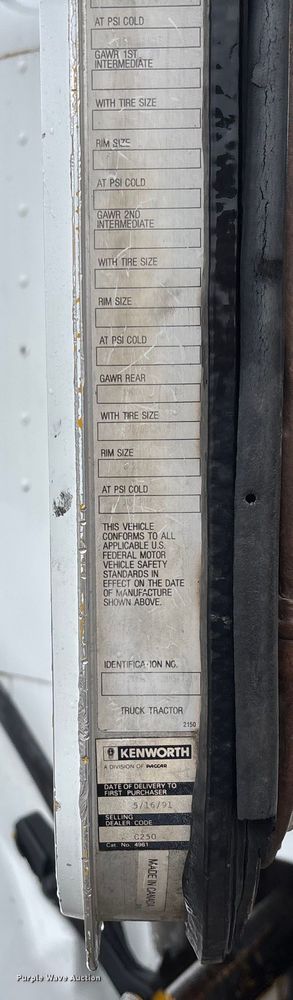 AT PSI COLD
GAWR 1ST
INTERMEDIATE
WITH TIRE SIZE
RIM SIZE
AT PSI COLD
GAWR 2ND
INTERMEDIATE
WITH TIRE SIZE
RIM SIZE
AT PSI COLD
GAWR REAR
WITH TIRE SIZE
RIM SIZE
AT PSI COLD
THIS VEHICLE
CONFORMS TO ALL
APPLICABLE U.S.
FEDERAL MOTOR
VEHICLE SAFETY
STANDARDS IN
EFFECT ON THE DATE
OF MANUFACTURE
SHOWN ABOVE.
IDENTIFICATION NO.
TRUCK TRACTOR
2150
KENWORTH
A DIVISION OF PACCAR
DATE OF DELIVERY TO
FIRST PURCHASER
5/16/91
SELLING
DEALER CODE
C250
Cat. No. 4961
MADE IN CANADA
Purple Wave Auction